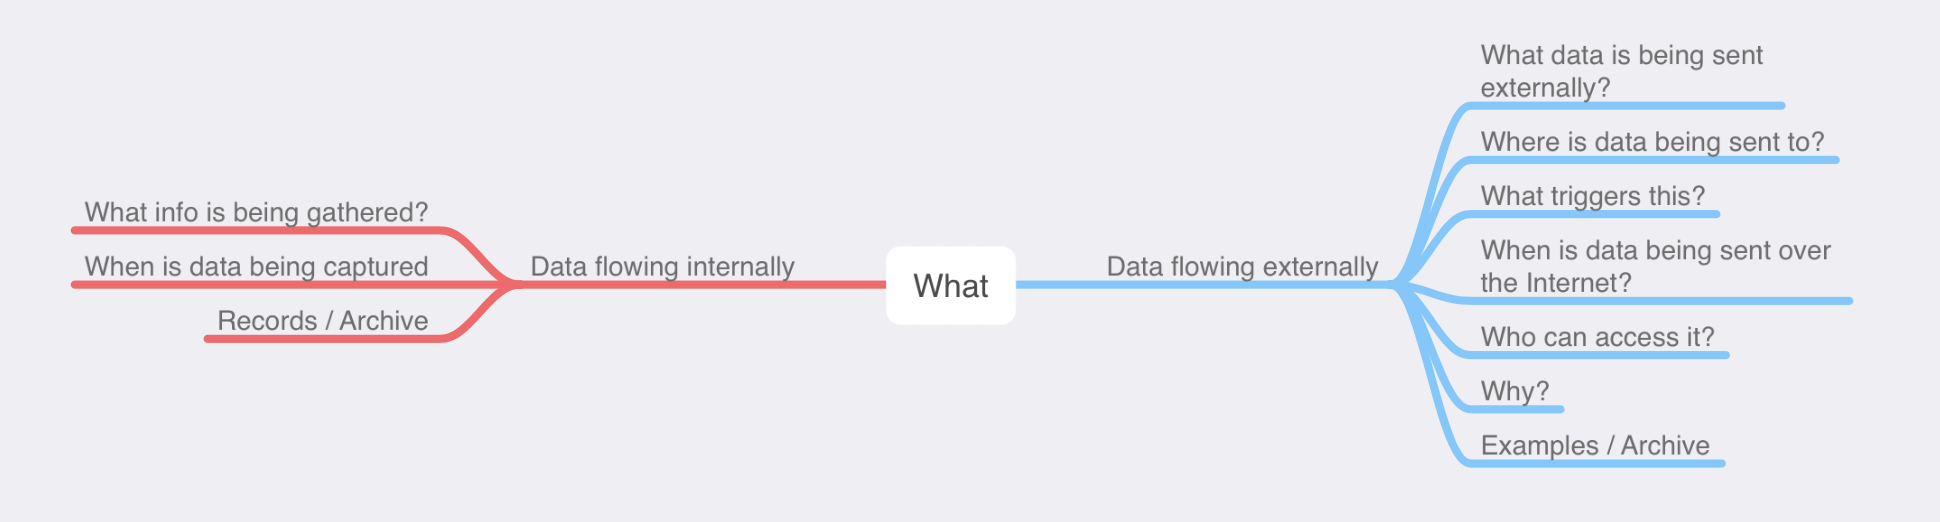 What info is being gathered?
When is data being captured
Records / Archive
Data flowing internally
What
Data flowing externally
What data is being sent
externally?
Where is data being sent to?
What triggers this?
When is data being sent over
the Internet?
Who can access it?
Why?
Examples / Archive